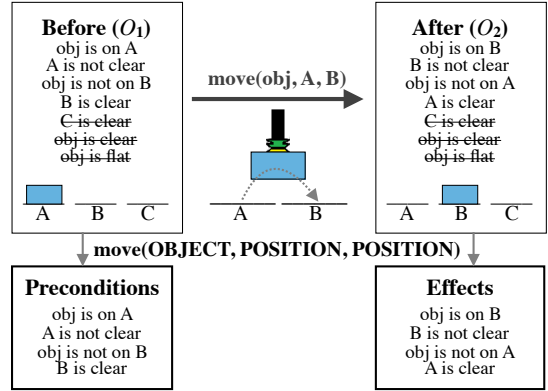 Before (O1)
obj is on A
A is not clear
obj is not on B
B is clear
C is clear
obj is clear
obj is flat
A B C
move(obj, A, B)
A B
After (O2)
obj is on B
B is not clear
obj is not on A
A is clear
C is clear
obj is clear
obj is flat
A B C
move(OBJECT, POSITION, POSITION)
Preconditions
obj is on A
A is not clear
obj is not on B
B is clear
Effects
obj is on B
B is not clear
obj is not on A
A is clear